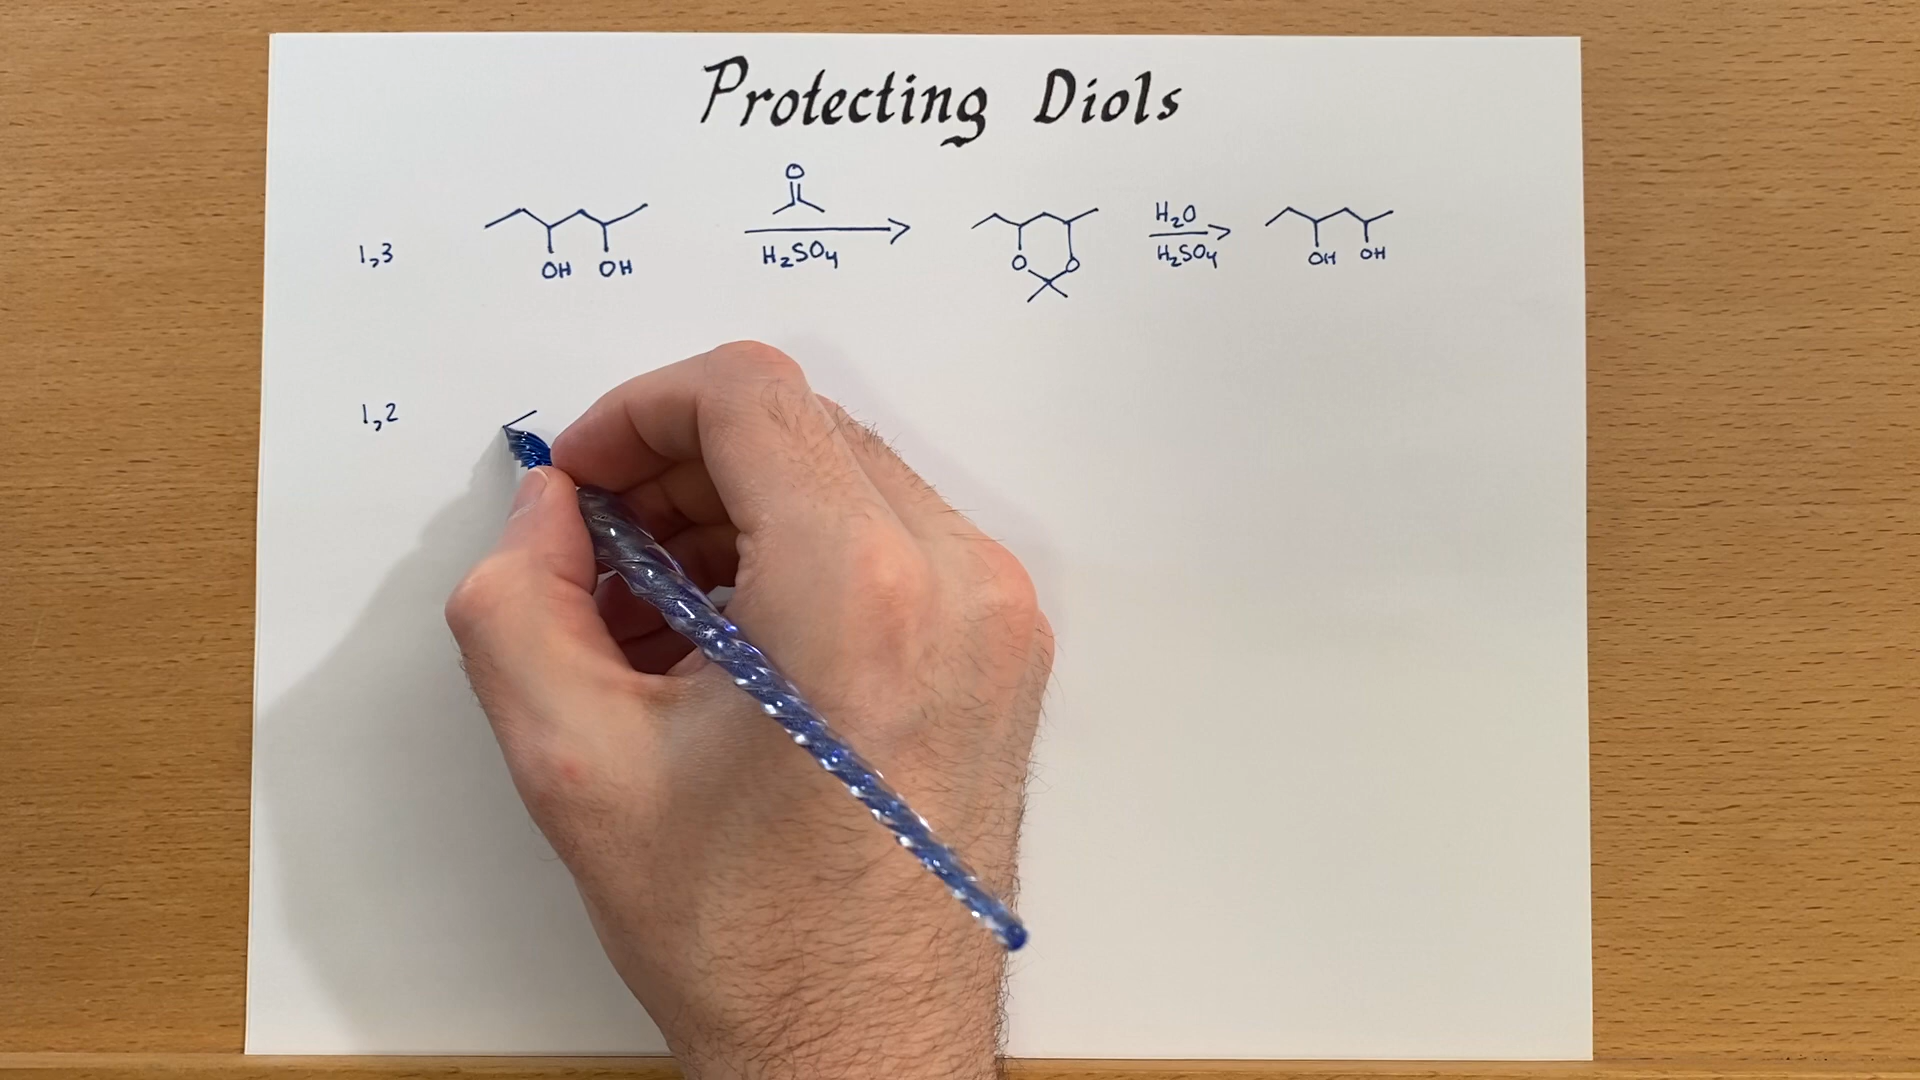 Protecting Diols
O
1,3
OH OH
H₂SO₄
O O
H₂O
H₂SO₄
OH OH
1,2